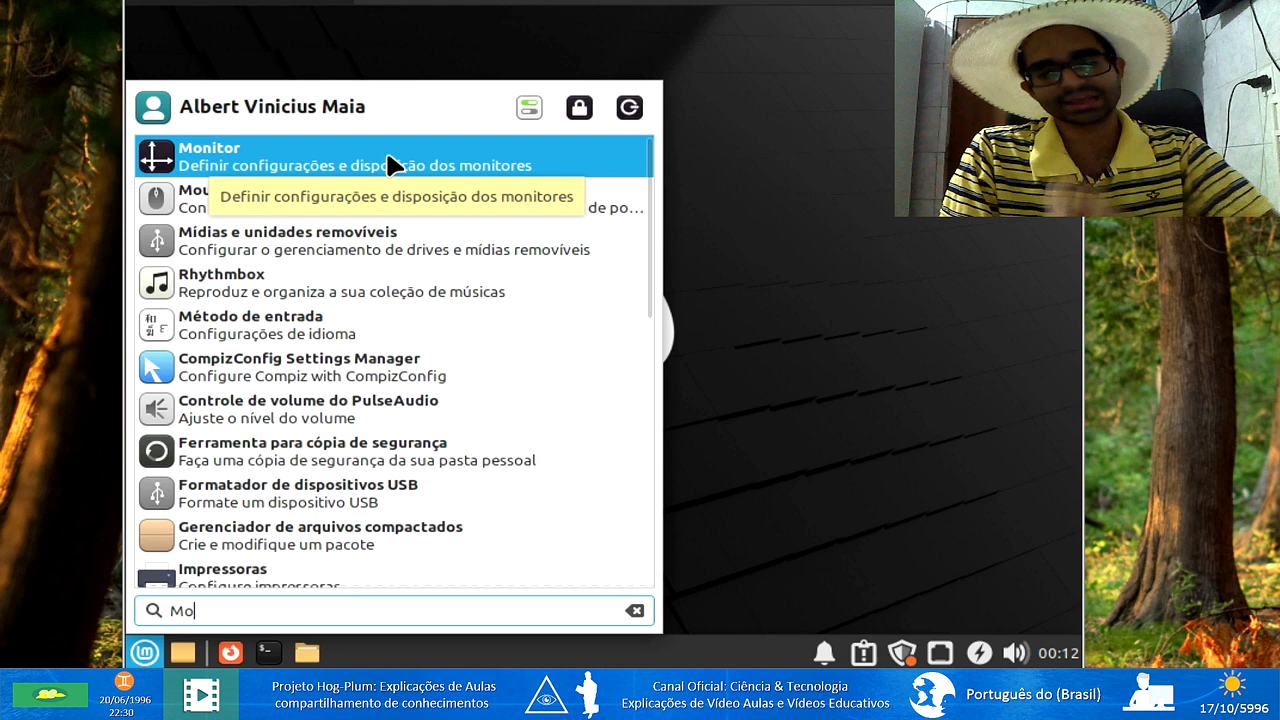 Albert Vinicius Maia
Monitor
Definir configurações e disposição dos monitores
Definir configurações e disposição dos monitores
de po...
Mídias e unidades removíveis
Configurar o gerenciamento de drives e mídias removíveis
Rhythmbox
Reproduz e organiza a sua coleção de músicas
Método de entrada
Configurações de idioma
CompizConfig Settings Manager
Configure Compiz with CompizConfig
Controle de volume do PulseAudio
Ajuste o nível do volume
Ferramenta para cópia de segurança
Faça uma cópia de segurança da sua pasta pessoal
Formatador de dispositivos USB
Formate um dispositivo USB
Gerenciador de arquivos compactados
Crie e modifique um pacote
Impressoras
Configure impressoras
Mo
00:12
20/06/1996
22:30
Projeto Hog-Plum: Explicações de Aulas
compartilhamento de conhecimentos
Canal Oficial: Ciência & Tecnologia
Explicações de Vídeo Aulas e Vídeos Educativos
Português do (Brasil)
17/10/5996